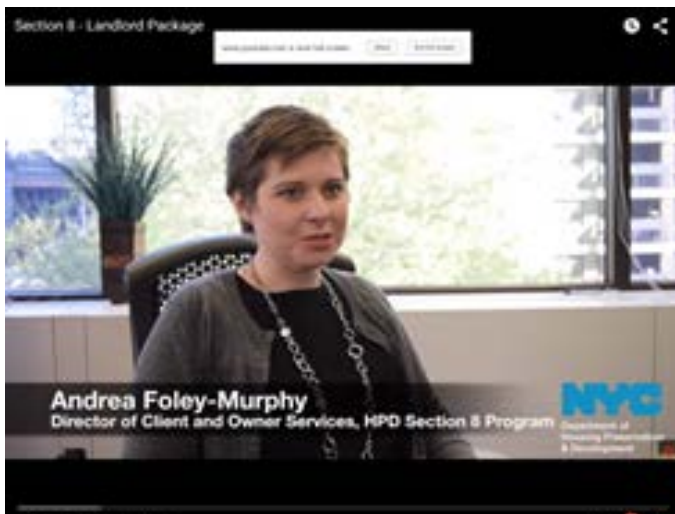 Section 8 - Landlord Package
Andrea Foley-Murphy
Director of Client and Owner Services, HPD Section 8 Program
NYC
Department of
Housing Preservation
& Development